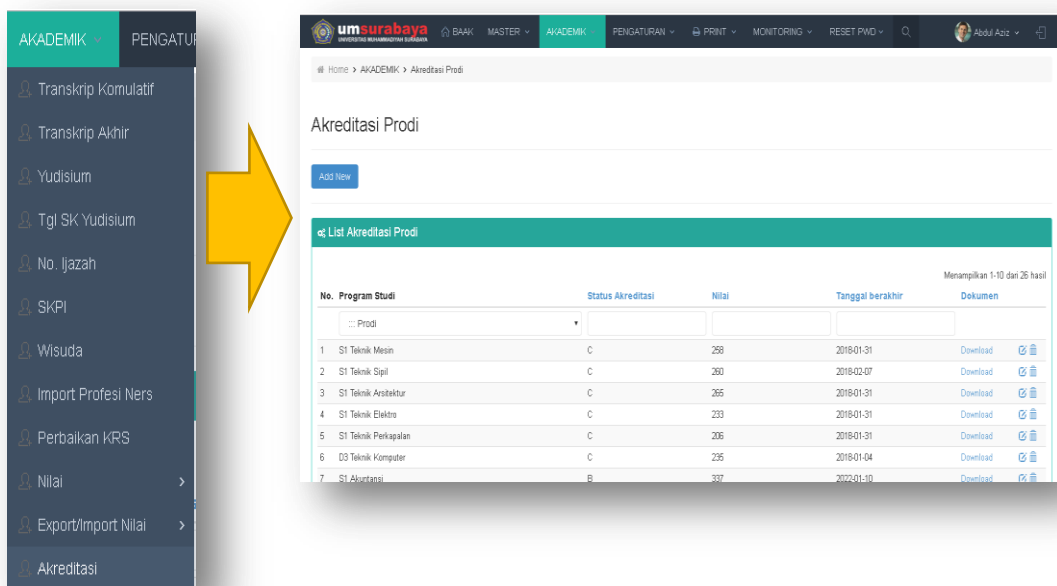 AKADEMIK PENGATU
Transkrip Komulatif
Transkrip Akhir
Yudisium
Tgl SK Yudisium
No. Ijazah
SKPI
Wisuda
Import Profesi Ners
Perbaikan KRS
Nilai
Export/Import Nilai
Akreditasi
umsurabaya BAAK MASTER AKADEMIK PENGATURAN PRINT MONITORING RESET PWD Abdul Aziz
UNIVERSITAS MUHAMMADIYAH SURABAYA
Home > AKADEMIK > Akreditasi Prodi
Akreditasi Prodi
Add New
List Akreditasi Prodi
Menampilkan 1-10 dari 26 hasil
No. Program Studi Status Akreditasi Nilai Tanggal berakhir Dokumen
::: Prodi
1 S1 Teknik Mesin C 258 2018-01-31 Download
2 S1 Teknik Sipil C 260 2018-02-07 Download
3 S1 Teknik Arsitektur C 265 2018-01-31 Download
4 S1 Teknik Elektro C 233 2018-01-31 Download
5 S1 Teknik Perkapalan C 206 2018-01-31 Download
6 D3 Teknik Komputer C 235 2018-01-04 Download
7 S1 Akuntansi B 337 2022-01-10 Download